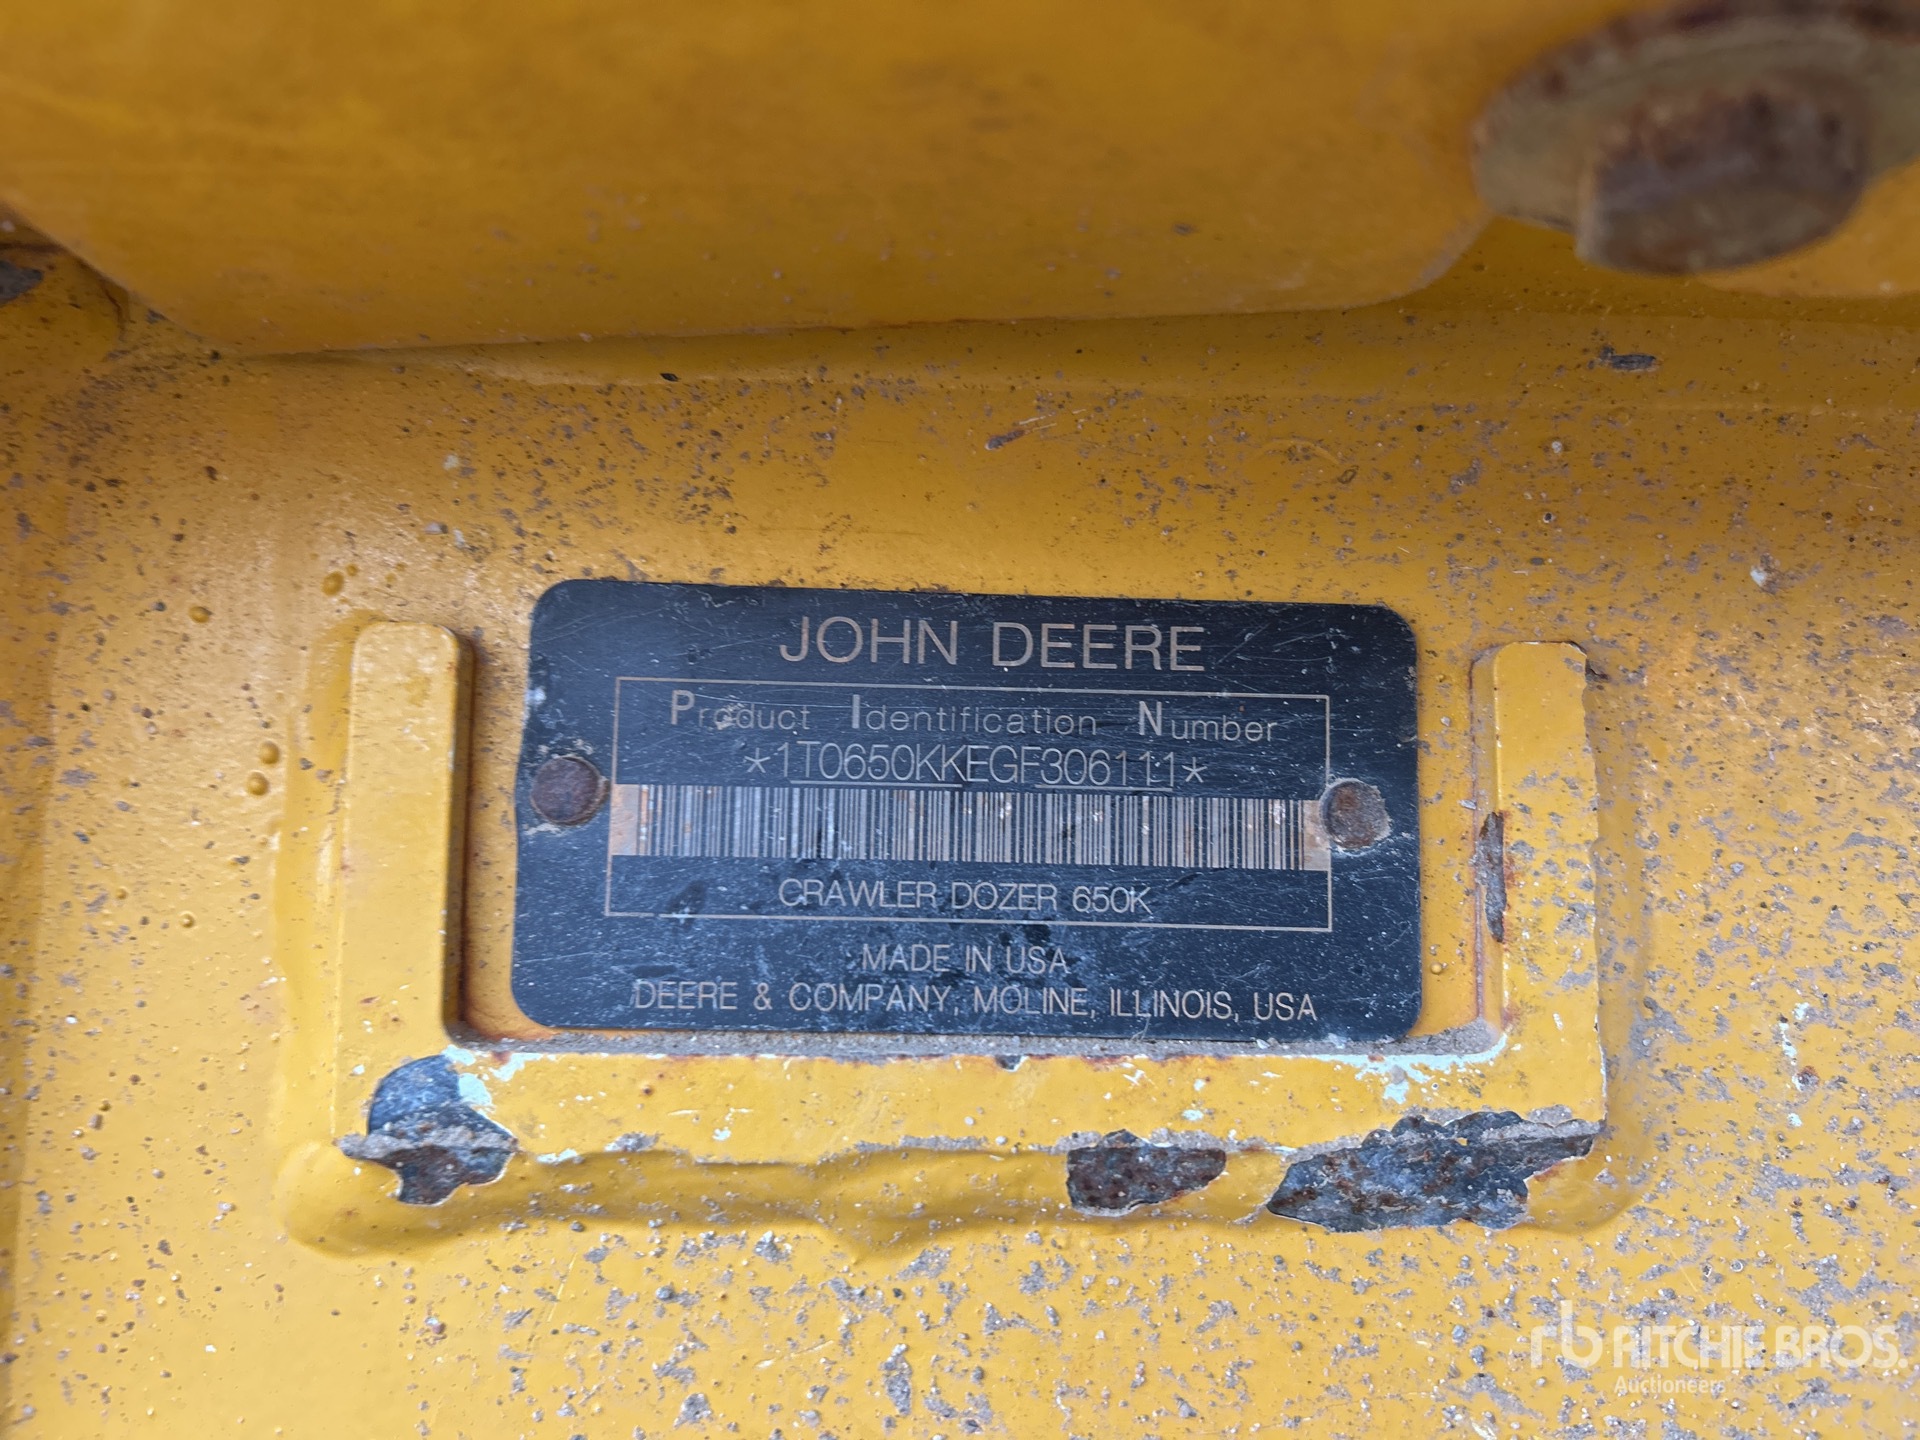 JOHN DEERE
Product Identification Number
*1T0650KKEGF306111*
CRAWLER DOZER 650K
MADE IN USA
DEERE & COMPANY, MOLINE, ILLINOIS, USA
rb RITCHIE BROS.
Auctioneers